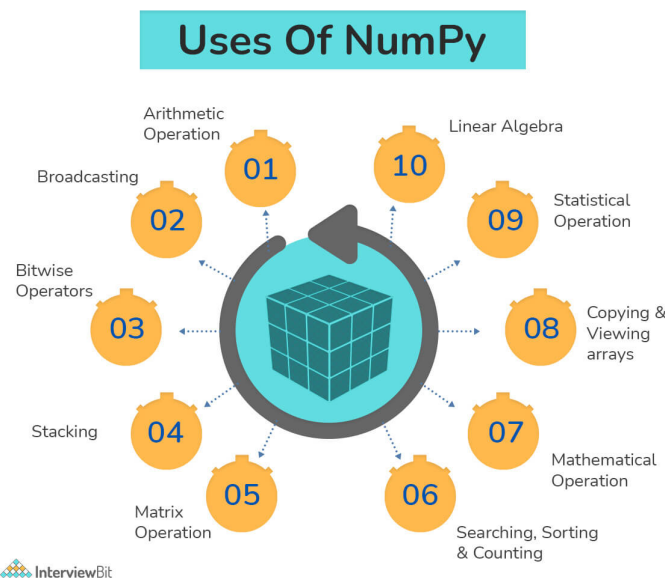 Uses Of NumPy
Arithmetic
Operation
01
Broadcasting
02
Bitwise
Operators
03
Stacking
04
Matrix
Operation
05
06
Searching, Sorting
& Counting
07
Mathematical
Operation
08
Copying &
Viewing
arrays
09
Statistical
Operation
10
Linear Algebra
InterviewBit